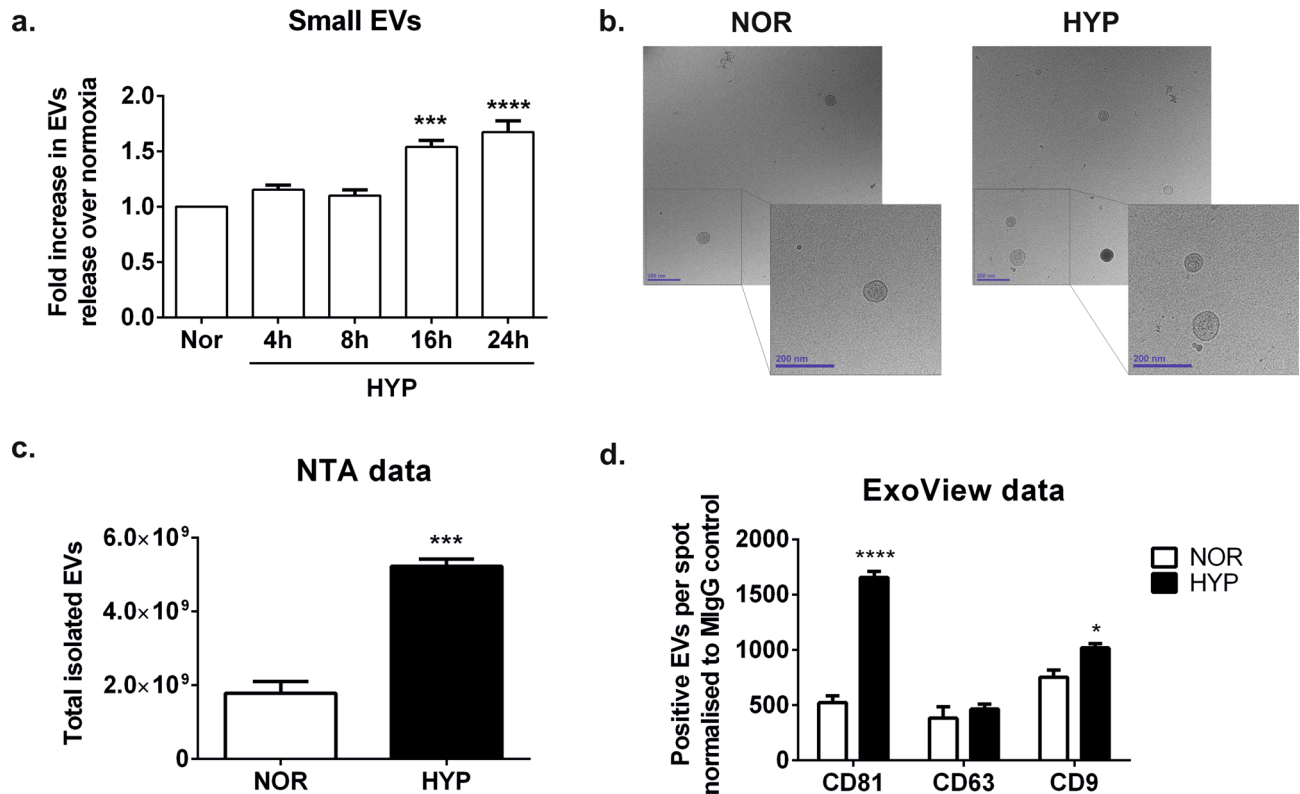 a.
Small EVs
Fold increase in EVs
release over normoxia
2.0
1.5
1.0
0.5
0.0
***
****
Nor
4h
8h
16h
24h
HYP
b.
NOR
HYP
200 nm
200 nm
200 nm
200 nm
c.
NTA data
Total isolated EVs
6.0×10⁹
4.0×10⁹
2.0×10⁹
0
***
NOR
HYP
d.
ExoView data
Positive EVs per spot
normalised to MIgG control
2000
1500
1000
500
0
****
*
CD81
CD63
CD9
NOR
HYP